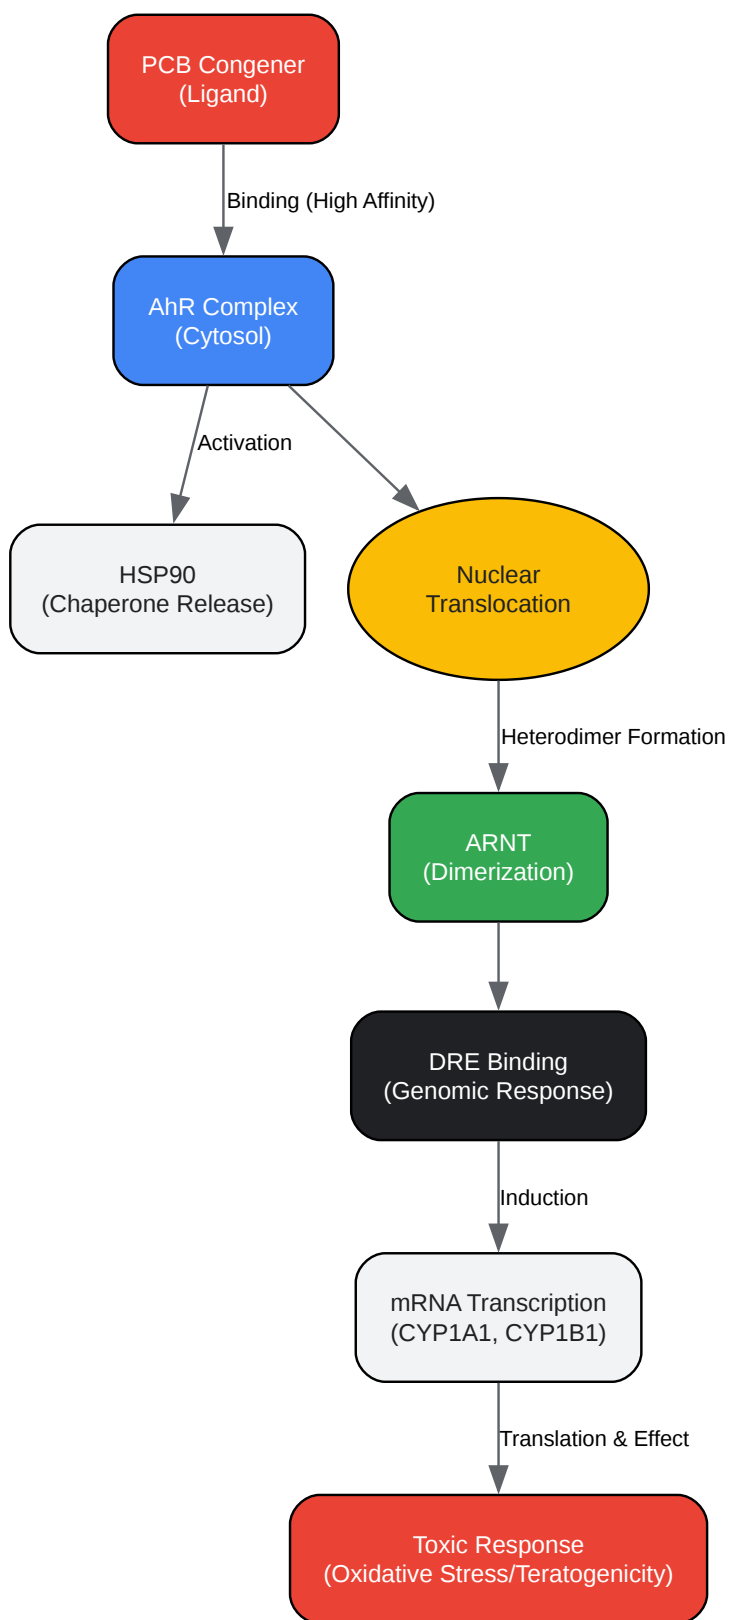 PCB Congener
(Ligand)
Binding (High Affinity)
AhR Complex
(Cytosol)
Activation
HSP90
(Chaperone Release)
Nuclear
Translocation
Heterodimer Formation
ARNT
(Dimerization)
DRE Binding
(Genomic Response)
Induction
mRNA Transcription
(CYP1A1, CYP1B1)
Translation & Effect
Toxic Response
(Oxidative Stress/Teratogenicity)